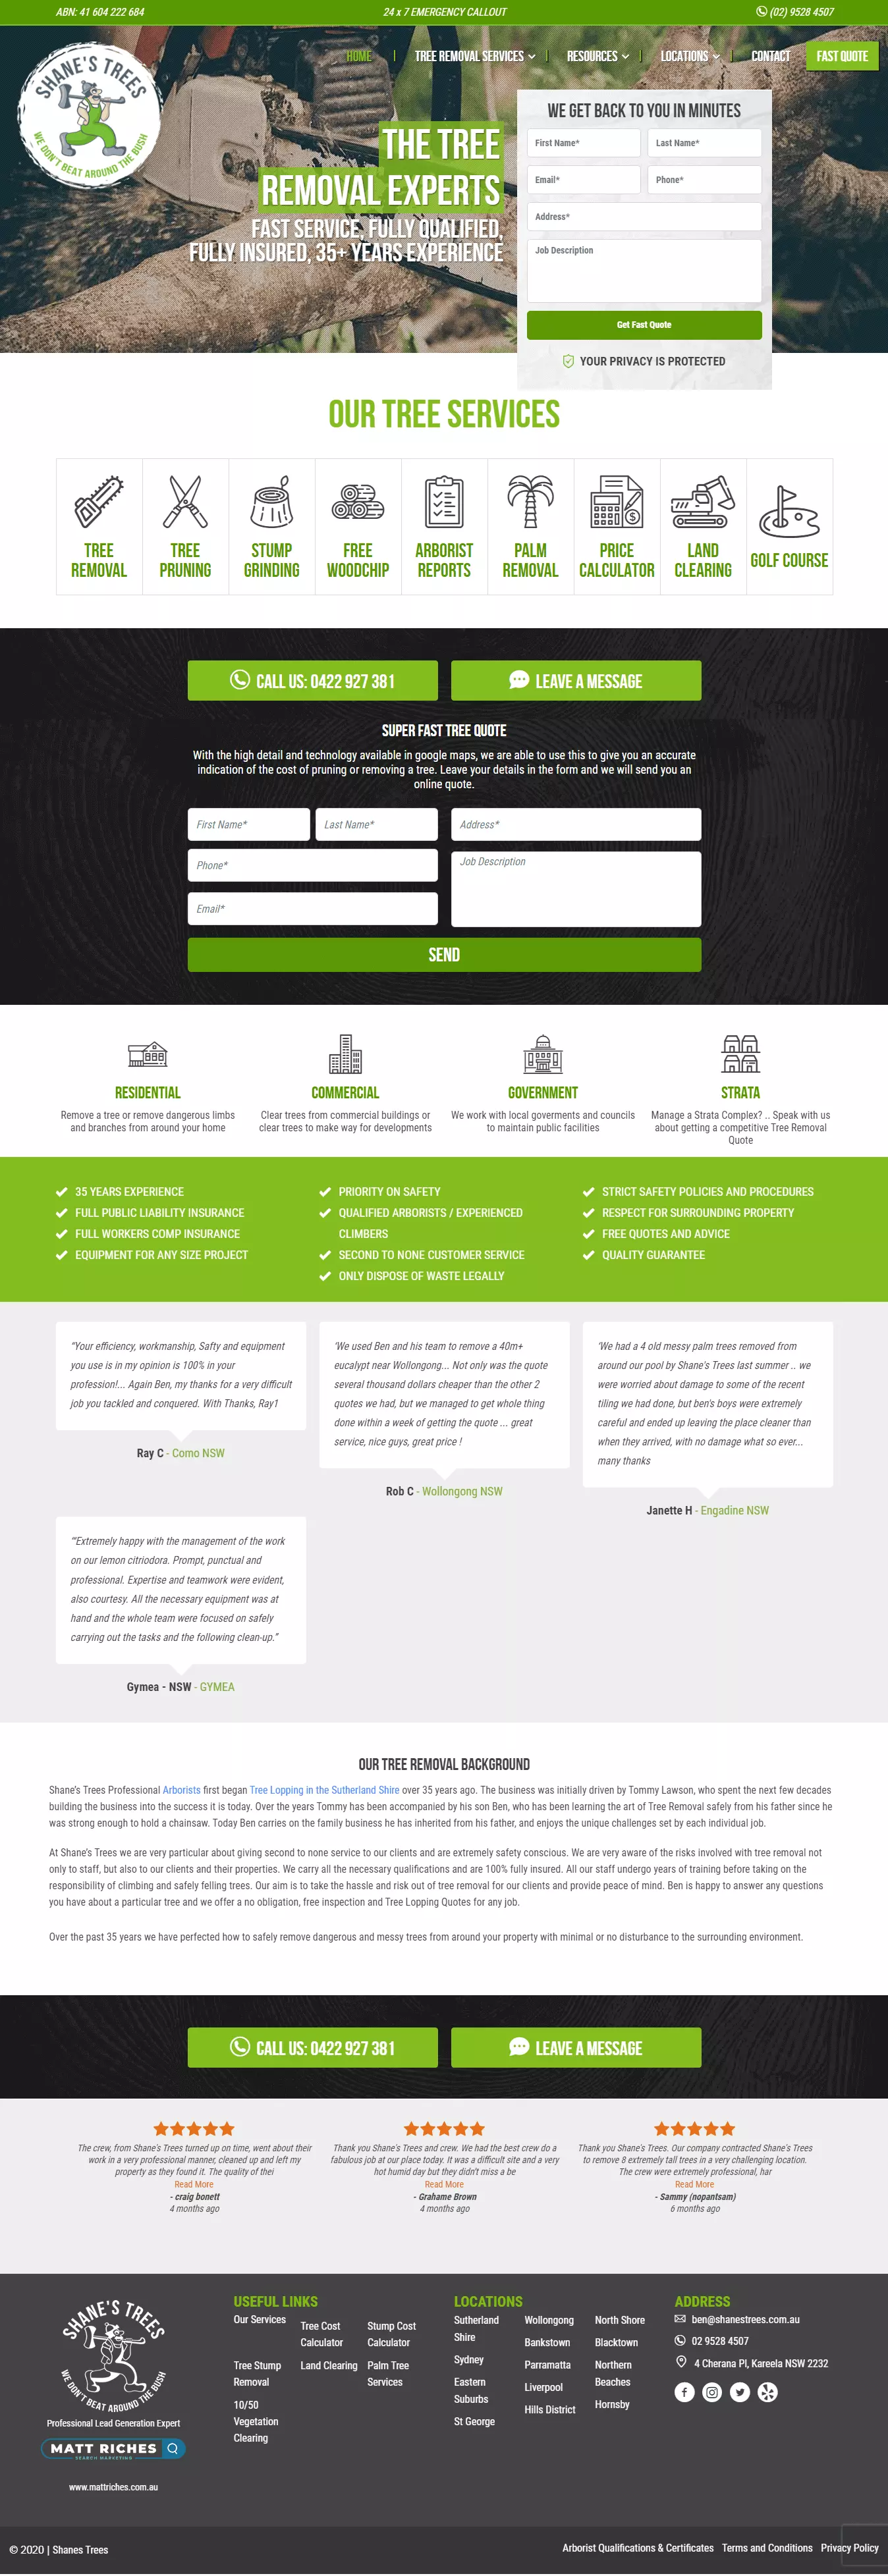 ABN: 41 604 222 684
24 x 7 EMERGENCY CALLOUT
(02) 9528 4507
SHANE'S TREES
WE DON'T BEAT AROUND THE BUSH
HOME
TREE REMOVAL SERVICES
RESOURCES
LOCATIONS
CONTACT
FAST QUOTE
THE TREE
REMOVAL EXPERTS
FAST SERVICE, FULLY QUALIFIED,
FULLY INSURED, 35+ YEARS EXPERIENCE
WE GET BACK TO YOU IN MINUTES
First Name*
Last Name*
Email*
Phone*
Address*
Job Description
Get Fast Quote
YOUR PRIVACY IS PROTECTED
OUR TREE SERVICES
TREE
REMOVAL
TREE
PRUNING
STUMP
GRINDING
FREE
WOODCHIP
ARBORIST
REPORTS
PALM
REMOVAL
PRICE
CALCULATOR
LAND
CLEARING
GOLF COURSE
CALL US: 0422 927 381
LEAVE A MESSAGE
SUPER FAST TREE QUOTE
With the high detail and technology available in google maps, we are able to use this to give you an accurate
indication of the cost of pruning or removing a tree. Leave your details in the form and we will send you an
online quote.
First Name*
Last Name*
Address*
Phone*
Job Description
Email*
SEND
RESIDENTIAL
Remove a tree or remove dangerous limbs
and branches from around your home
COMMERCIAL
Clear trees from commercial buildings or
clear trees to make way for developments
GOVERNMENT
We work with local goverments and councils
to maintain public facilities
STRATA
Manage a Strata Complex? .. Speak with us
about getting a competitive Tree Removal
Quote
35 YEARS EXPERIENCE
FULL PUBLIC LIABILITY INSURANCE
FULL WORKERS COMP INSURANCE
EQUIPMENT FOR ANY SIZE PROJECT
PRIORITY ON SAFETY
QUALIFIED ARBORISTS / EXPERIENCED
CLIMBERS
SECOND TO NONE CUSTOMER SERVICE
ONLY DISPOSE OF WASTE LEGALLY
STRICT SAFETY POLICIES AND PROCEDURES
RESPECT FOR SURROUNDING PROPERTY
FREE QUOTES AND ADVICE
QUALITY GUARANTEE
"Your efficiency, workmanship, Safty and equipment
you use is in my opinion is 100% in your
profession!... Again Ben, my thanks for a very difficult
job you tackled and conquered. With Thanks, Ray1
Ray C - Como NSW
'We used Ben and his team to remove a 40m+
eucalypt near Wollongong... Not only was the quote
several thousand dollars cheaper than the other 2
quotes we had, but we managed to get whole thing
done within a week of getting the quote ... great
service, nice guys, great price !
Rob C - Wollongong NSW
'We had a 4 old messy palm trees removed from
around our pool by Shane's Trees last summer .. we
were worried about damage to some of the recent
tiling we had done, but ben's boys were extremely
careful and ended up leaving the place cleaner than
when they arrived, with no damage what so ever...
many thanks
Janette H - Engadine NSW
"'Extremely happy with the management of the work
on our lemon citriodora. Prompt, punctual and
professional. Expertise and teamwork were evident,
also courtesy. All the necessary equipment was at
hand and the whole team were focused on safely
carrying out the tasks and the following clean-up."
Gymea - NSW - GYMEA
OUR TREE REMOVAL BACKGROUND
Shane's Trees Professional Arborists first began Tree Lopping in the Sutherland Shire over 35 years ago. The business was initially driven by Tommy Lawson, who spent the next few decades
building the business into the success it is today. Over the years Tommy has been accompanied by his son Ben, who has been learning the art of Tree Removal safely from his father since he
was strong enough to hold a chainsaw. Today Ben carries on the family business he has inherited from his father, and enjoys the unique challenges set by each individual job.
At Shane's Trees we are very particular about giving second to none service to our clients and are extremely safety conscious. We are very aware of the risks involved with tree removal not
only to staff, but also to our clients and their properties. We carry all the necessary qualifications and are 100% fully insured. All our staff undergo years of training before taking on the
responsibility of climbing and safely felling trees. Our aim is to take the hassle and risk out of tree removal for our clients and provide peace of mind. Ben is happy to answer any questions
you have about a particular tree and we offer a no obligation, free inspection and Tree Lopping Quotes for any job.
Over the past 35 years we have perfected how to safely remove dangerous and messy trees from around your property with minimal or no disturbance to the surrounding environment.
CALL US: 0422 927 381
LEAVE A MESSAGE
The crew, from Shane's Trees turned up on time, went about their
work in a very professional manner, cleaned up and left my
property as they found it. The quality of thei
Read More
- craig bonett
4 months ago
Thank you Shane's Trees and crew. We had the best crew do a
fabulous job at our place today. It was a difficult site and a very
hot humid day but they didn't miss a be
Read More
- Grahame Brown
4 months ago
Thank you Shane's Trees. Our company contracted Shane's Trees
to remove 8 extremely tall trees in a very challenging location.
The crew were extremely professional, har
Read More
- Sammy (nopantsam)
6 months ago
SHANE'S TREES
WE DON'T BEAT AROUND THE BUSH
Professional Lead Generation Expert
MATT RICHES
SEARCH MARKETING
www.mattriches.com.au
USEFUL LINKS
Our Services
Tree Cost
Calculator
Stump Cost
Calculator
Tree Stump
Removal
Land Clearing
Palm Tree
Services
10/50
Vegetation
Clearing
LOCATIONS
Sutherland
Shire
Sydney
Eastern
Suburbs
St George
Wollongong
Bankstown
Parramatta
Liverpool
Hills District
North Shore
Blacktown
Northern
Beaches
Hornsby
ADDRESS
ben@shanestrees.com.au
02 9528 4507
4 Cherana Pl, Kareela NSW 2232
© 2020 | Shanes Trees
Arborist Qualifications & Certificates
Terms and Conditions
Privacy Policy